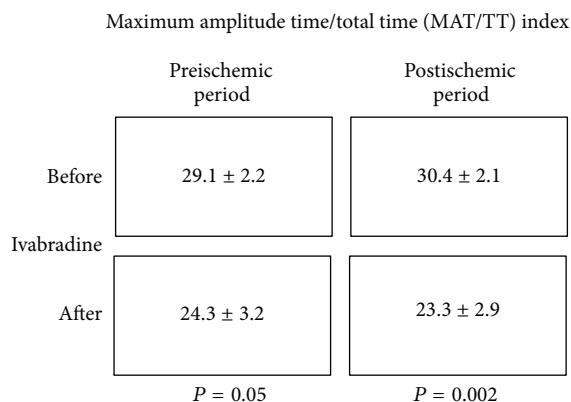 Maximum amplitude time/total time (MAT/TT) index
Preischemic period
Postischemic period
Before
29.1 ± 2.2
30.4 ± 2.1
Ivabradine
After
24.3 ± 3.2
23.3 ± 2.9
P = 0.05
P = 0.002